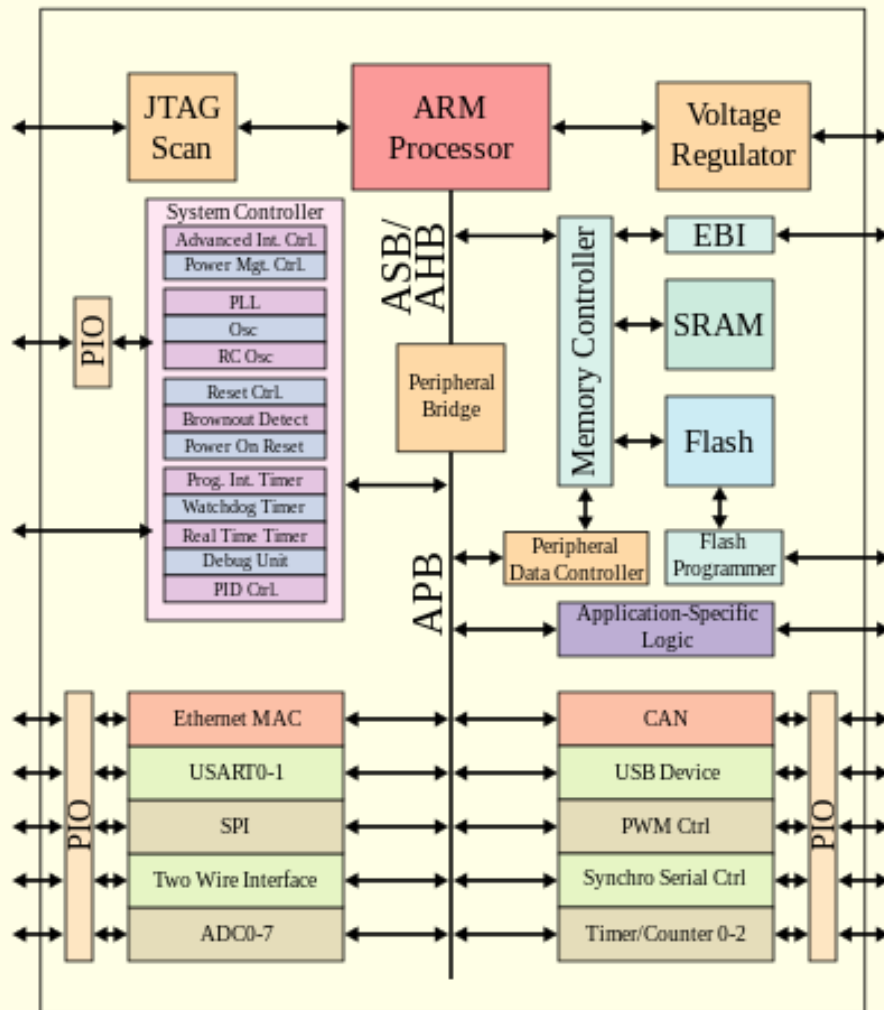 JTAG
Scan
ARM
Processor
Voltage
Regulator
System Controller
Advanced Int. Ctrl.
Power Mgt. Ctrl.
PLL
Osc
RC Osc
Reset Ctrl.
Brownout Detect
Power On Reset
Prog. Int. Timer
Watchdog Timer
Real Time Timer
Debug Unit
PID Ctrl.
PIO
ASB/
AHB
Peripheral
Bridge
APB
Memory Controller
EBI
SRAM
Flash
Peripheral
Data Controller
Flash
Programmer
Application-Specific
Logic
PIO
Ethernet MAC
USART0-1
SPI
Two Wire Interface
ADC0-7
CAN
USB Device
PWM Ctrl
Synchro Serial Ctrl
Timer/Counter 0-2
PIO